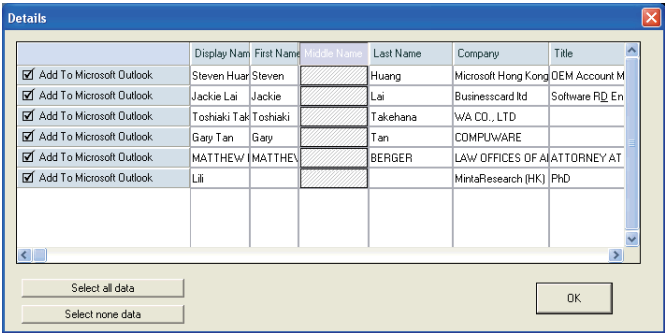 Details
Display Nam First Name Middle Name Last Name Company Title
Add To Microsoft Outlook Steven Huar Steven Huang Microsoft Hong Kong OEM Account M
Add To Microsoft Outlook Jackie Lai Jackie Lai Businesscard ltd Software RD En
Add To Microsoft Outlook Toshiaki Tak Toshiaki Takehana WA CO., LTD
Add To Microsoft Outlook Gary Tan Gary Tan COMPUWARE
Add To Microsoft Outlook MATTHEW MATTHEW BERGER LAW OFFICES OF ATTORNEY AT
Add To Microsoft Outlook Lili MintaResearch (HK) PhD
Select all data
Select none data
OK